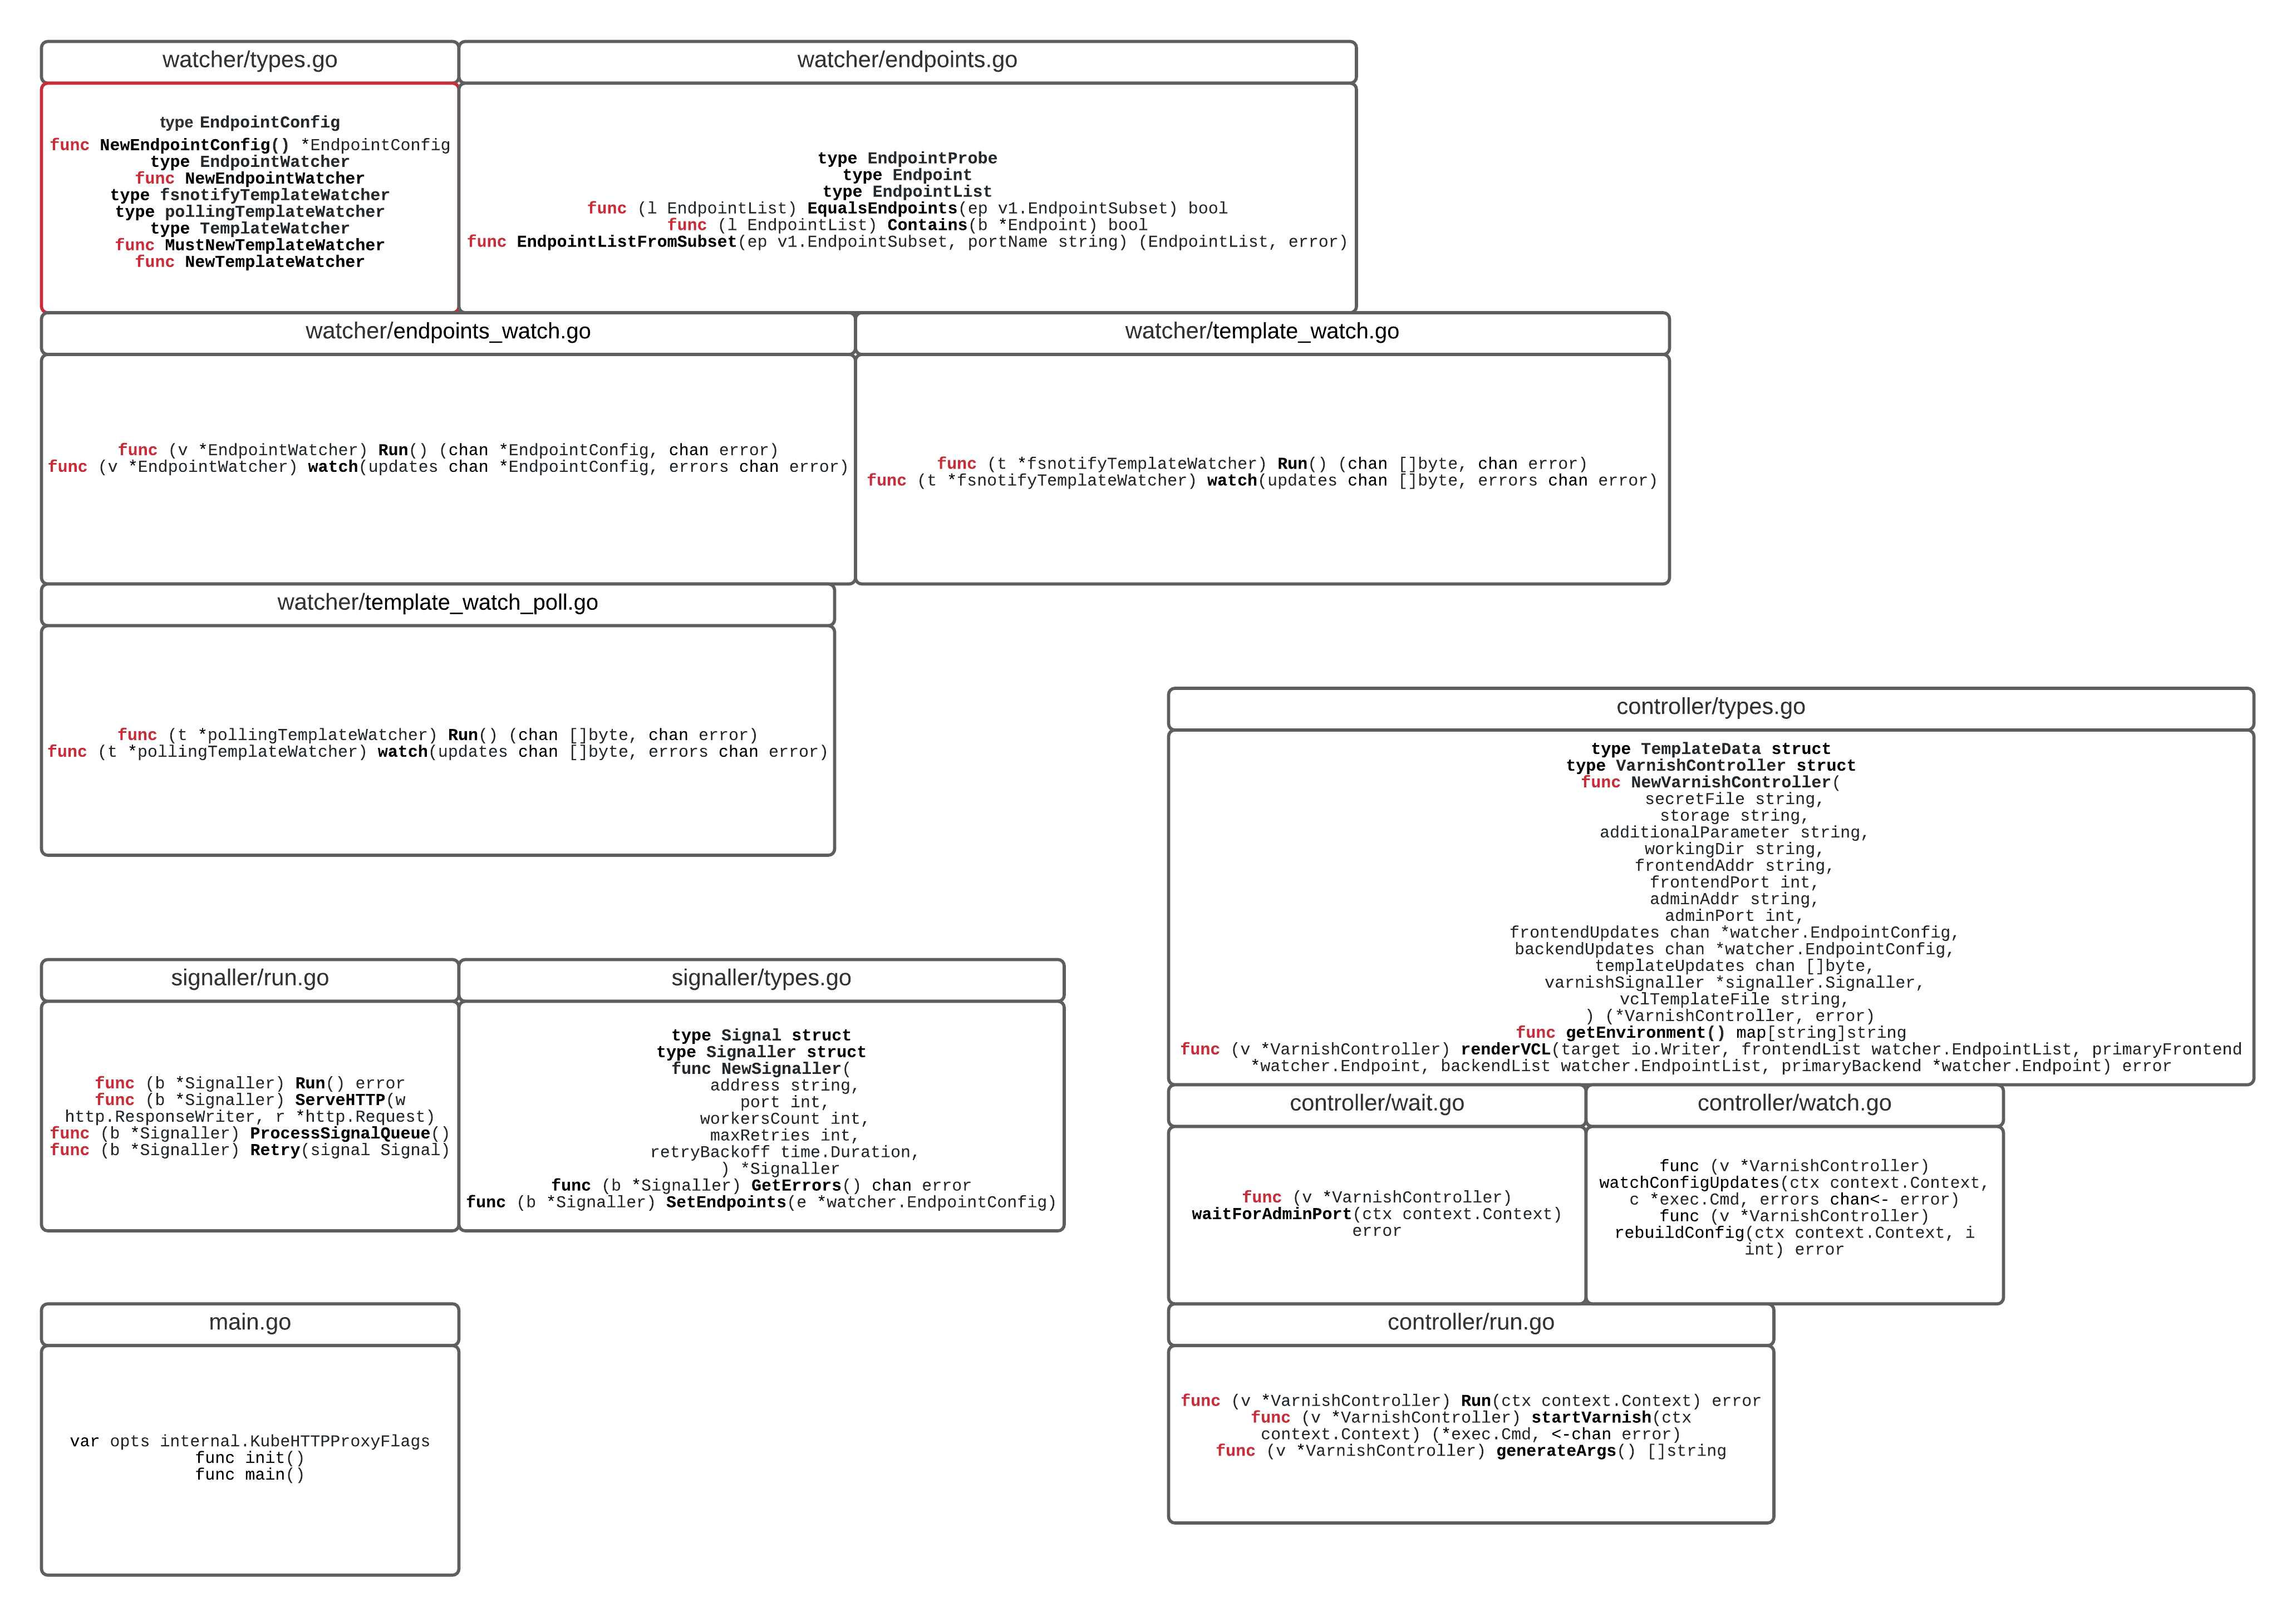 watcher/types.go
type EndpointConfig
func NewEndpointConfig() *EndpointConfig
type EndpointWatcher
func NewEndpointWatcher
type fsnotifyTemplateWatcher
type pollingTemplateWatcher
type TemplateWatcher
func MustNewTemplateWatcher
func NewTemplateWatcher
watcher/endpoints.go
type EndpointProbe
type Endpoint
type EndpointList
func (l EndpointList) EqualsEndpoints(ep v1.EndpointSubset) bool
func (l EndpointList) Contains(b *Endpoint) bool
func EndpointListFromSubset(ep v1.EndpointSubset, portName string) (EndpointList, error)
watcher/endpoints_watch.go
func (v *EndpointWatcher) Run() (chan *EndpointConfig, chan error)
func (v *EndpointWatcher) watch(updates chan *EndpointConfig, errors chan error)
watcher/template_watch.go
func (t *fsnotifyTemplateWatcher) Run() (chan []byte, chan error)
func (t *fsnotifyTemplateWatcher) watch(updates chan []byte, errors chan error)
watcher/template_watch_poll.go
func (t *pollingTemplateWatcher) Run() (chan []byte, chan error)
func (t *pollingTemplateWatcher) watch(updates chan []byte, errors chan error)
controller/types.go
type TemplateData struct
type VarnishController struct
func NewVarnishController(
secretFile string,
storage string,
additionalParameter string,
workingDir string,
frontendAddr string,
frontendPort int,
adminAddr string,
adminPort int,
frontendUpdates chan *watcher.EndpointConfig,
backendUpdates chan *watcher.EndpointConfig,
templateUpdates chan []byte,
varnishSignaller *signaller.Signaller,
vclTemplateFile string,
) (*VarnishController, error)
func getEnvironment() map[string]string
func (v *VarnishController) renderVCL(target io.Writer, frontendList watcher.EndpointList, primaryFrontend
*watcher.Endpoint, backendList watcher.EndpointList, primaryBackend *watcher.Endpoint) error
signaller/run.go
func (b *Signaller) Run() error
func (b *Signaller) ServeHTTP(w
http.ResponseWriter, r *http.Request)
func (b *Signaller) ProcessSignalQueue()
func (b *Signaller) Retry(signal Signal)
signaller/types.go
type Signal struct
type Signaller struct
func NewSignaller(
address string,
port int,
workersCount int,
maxRetries int,
retryBackoff time.Duration,
) *Signaller
func (b *Signaller) GetErrors() chan error
func (b *Signaller) SetEndpoints(e *watcher.EndpointConfig)
controller/wait.go
func (v *VarnishController)
waitForAdminPort(ctx context.Context)
error
controller/watch.go
func (v *VarnishController)
watchConfigUpdates(ctx context.Context,
c *exec.Cmd, errors chan<- error)
func (v *VarnishController)
rebuildConfig(ctx context.Context, i
int) error
main.go
var opts internal.KubeHTTPProxyFlags
func init()
func main()
controller/run.go
func (v *VarnishController) Run(ctx context.Context) error
func (v *VarnishController) startVarnish(ctx
context.Context) (*exec.Cmd, <-chan error)
func (v *VarnishController) generateArgs() []string